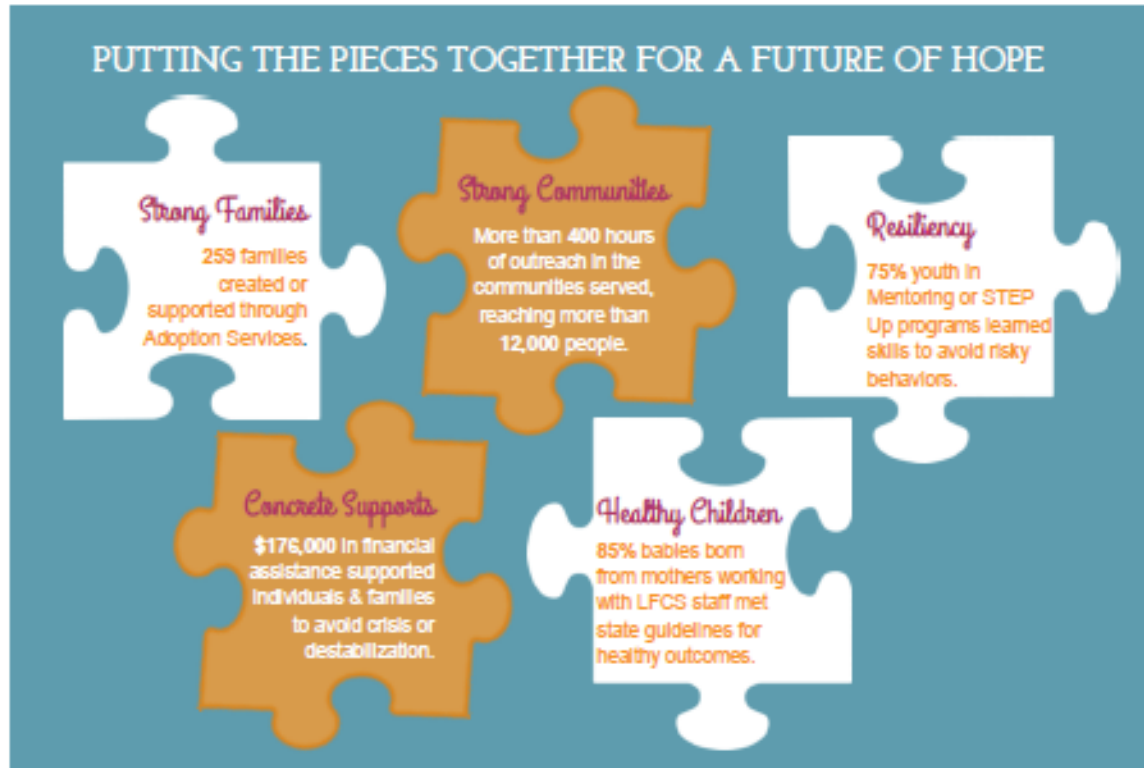 PUTTING THE PIECES TOGETHER FOR A FUTURE OF HOPE
Strong Families
259 families
created or
supported through
Adoption Services.
Strong Communities
More than 400 hours
of outreach in the
communities served,
reaching more than
12,000 people.
Resiliency
75% youth in
Mentoring or STEP
Up programs learned
skills to avoid risky
behaviors.
Concrete Supports
$176,000 in financial
assistance supported
individuals & families
to avoid crisis or
destabilization.
Healthy Children
85% babies born
from mothers working
with LFCS staff met
state guidelines for
healthy outcomes.